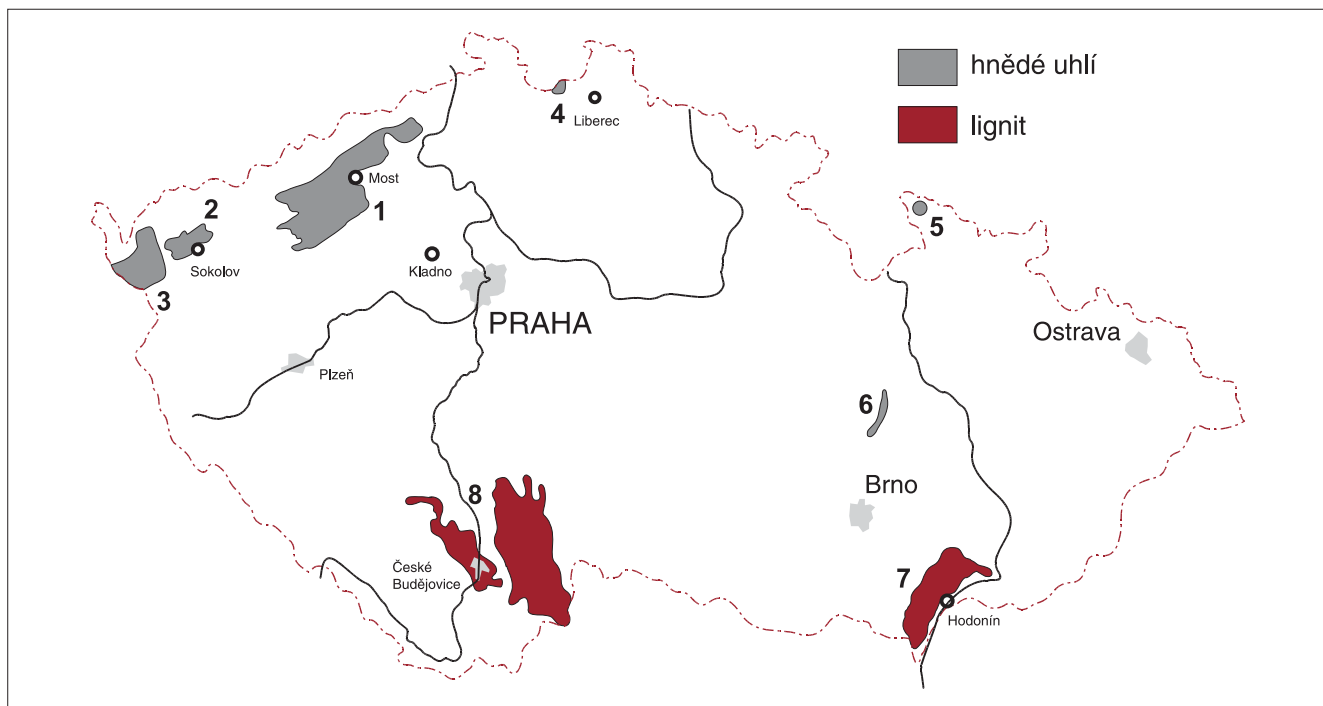 hnědé uhlí
lignit
4
Liberec
Most
1
2
Sokolov
3
Kladno
PRAHA
5
Ostrava
Plzeň
6
Brno
8
České
Budějovice
7
Hodonín